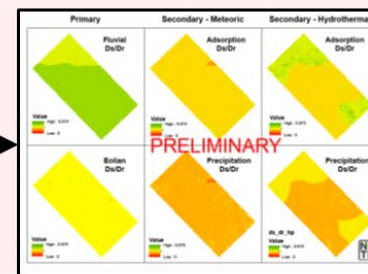 Primary
Secondary - Meteoric
Secondary - Hydrotherma
Fluvial
Ds/Dr
Adsorption
Ds/Dr
Adsorption
Ds/Dr
Value
Value
Value
PRELIMINARY
Eolian
Ds/Dr
Precipitation
Ds/Dr
Precipitation
Ds/Dr
Value
Value
ds_dr_hp
Value
N